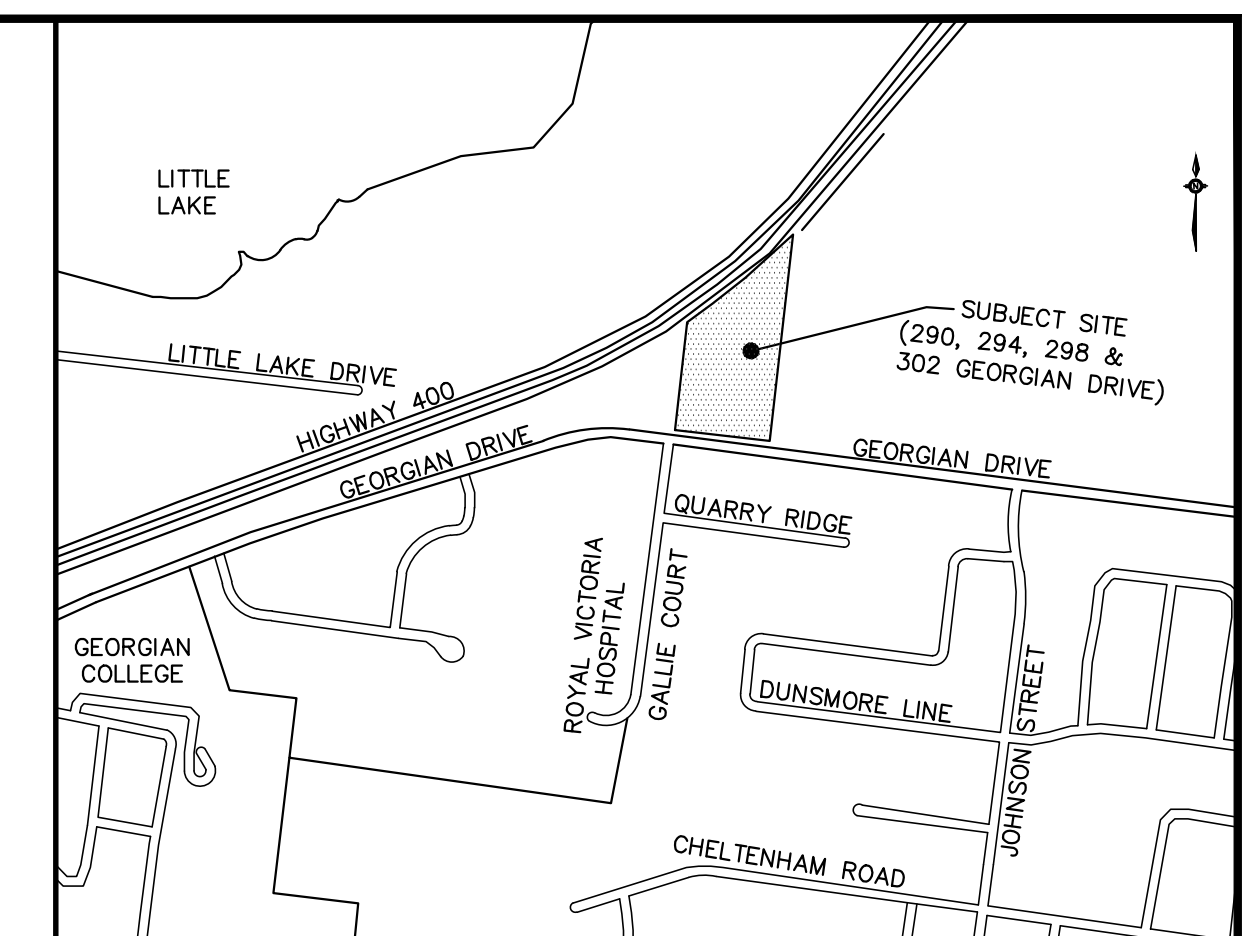 LITTLE
LAKE
N
SUBJECT SITE
(290, 294, 298 &
302 GEORGIAN DRIVE)
LITTLE LAKE DRIVE
HIGHWAY 400
GEORGIAN DRIVE
GEORGIAN DRIVE
QUARRY RIDGE
ROYAL VICTORIA
HOSPITAL
GALLIE COURT
GEORGIAN
COLLEGE
DUNSMORE LINE
JOHNSON STREET
CHELTENHAM ROAD